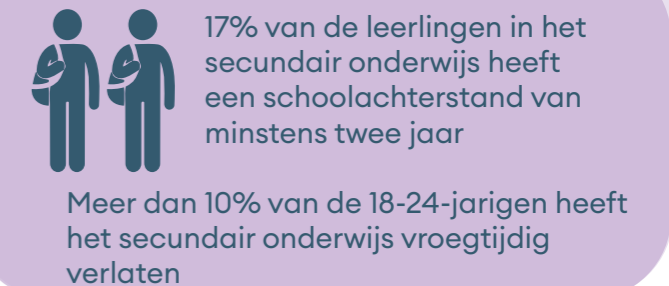 17% van de leerlingen in het
secundair onderwijs heeft
een schoolachterstand van
minstens twee jaar
Meer dan 10% van de 18-24-jarigen heeft
het secundair onderwijs vroegtijdig
verlaten